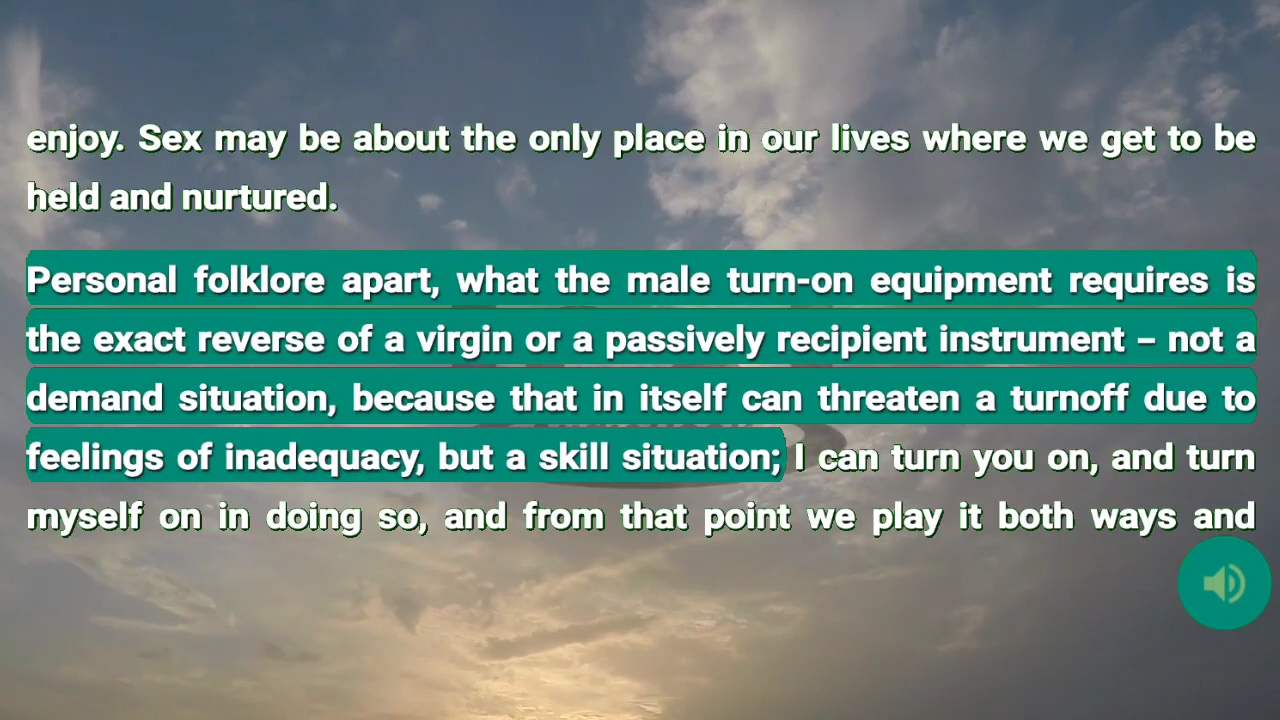 enjoy. Sex may be about the only place in our lives where we get to be
held and nurtured.
Personal folklore apart, what the male turn-on equipment requires is
the exact reverse of a virgin or a passively recipient instrument – not a
demand situation, because that in itself can threaten a turnoff due to
feelings of inadequacy, but a skill situation; I can turn you on, and turn
myself on in doing so, and from that point we play it both ways and